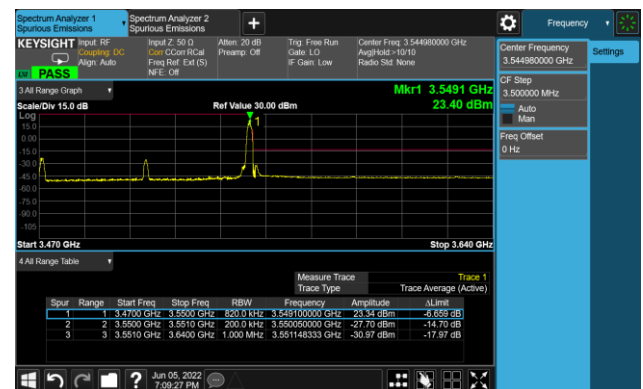 Spectrum Analyzer 1
Spurious Emissions
Spectrum Analyzer 2
Spurious Emissions
Frequency
KEYSIGHT
Input: RF
Coupling: DC
Align: Auto
Input Z: 50 Ω
Corr CCorr RCal
Freq Ref: Ext (S)
NFE: Off
Atten: 20 dB
Preamp: Off
Trig: Free Run
Gate: LO
IF Gain: Low
Center Freq: 3.544980000 GHz
Avg|Hold:>10/10
Radio Std: None
PASS
Center Frequency
3.544980000 GHz
Settings
CF Step
3.500000 MHz
Auto
Man
Freq Offset
0 Hz
3 All Range Graph
Mkr1 3.5491 GHz
23.40 dBm
Scale/Div 15.0 dB
Ref Value 30.00 dBm
Log
15.0
0.00
-15.0
-30.0
-45.0
-60.0
-75.0
-90.0
-105
1
Start 3.470 GHz
Stop 3.640 GHz
4 All Range Table
Measure Trace Trace 1
Trace Type Trace Average (Active)
Spur Range Start Freq Stop Freq RBW Frequency Amplitude ΔLimit
1 1 3.4700 GHz 3.5500 GHz 820.0 kHz 3.549100000 GHz 23.34 dBm -6.659 dB
2 2 3.5500 GHz 3.5510 GHz 200.0 kHz 3.550050000 GHz -27.70 dBm -14.70 dB
3 3 3.5510 GHz 3.6400 GHz 1.000 MHz 3.551148333 GHz -30.97 dBm -17.97 dB
Jun 05, 2022
7:09:27 PM